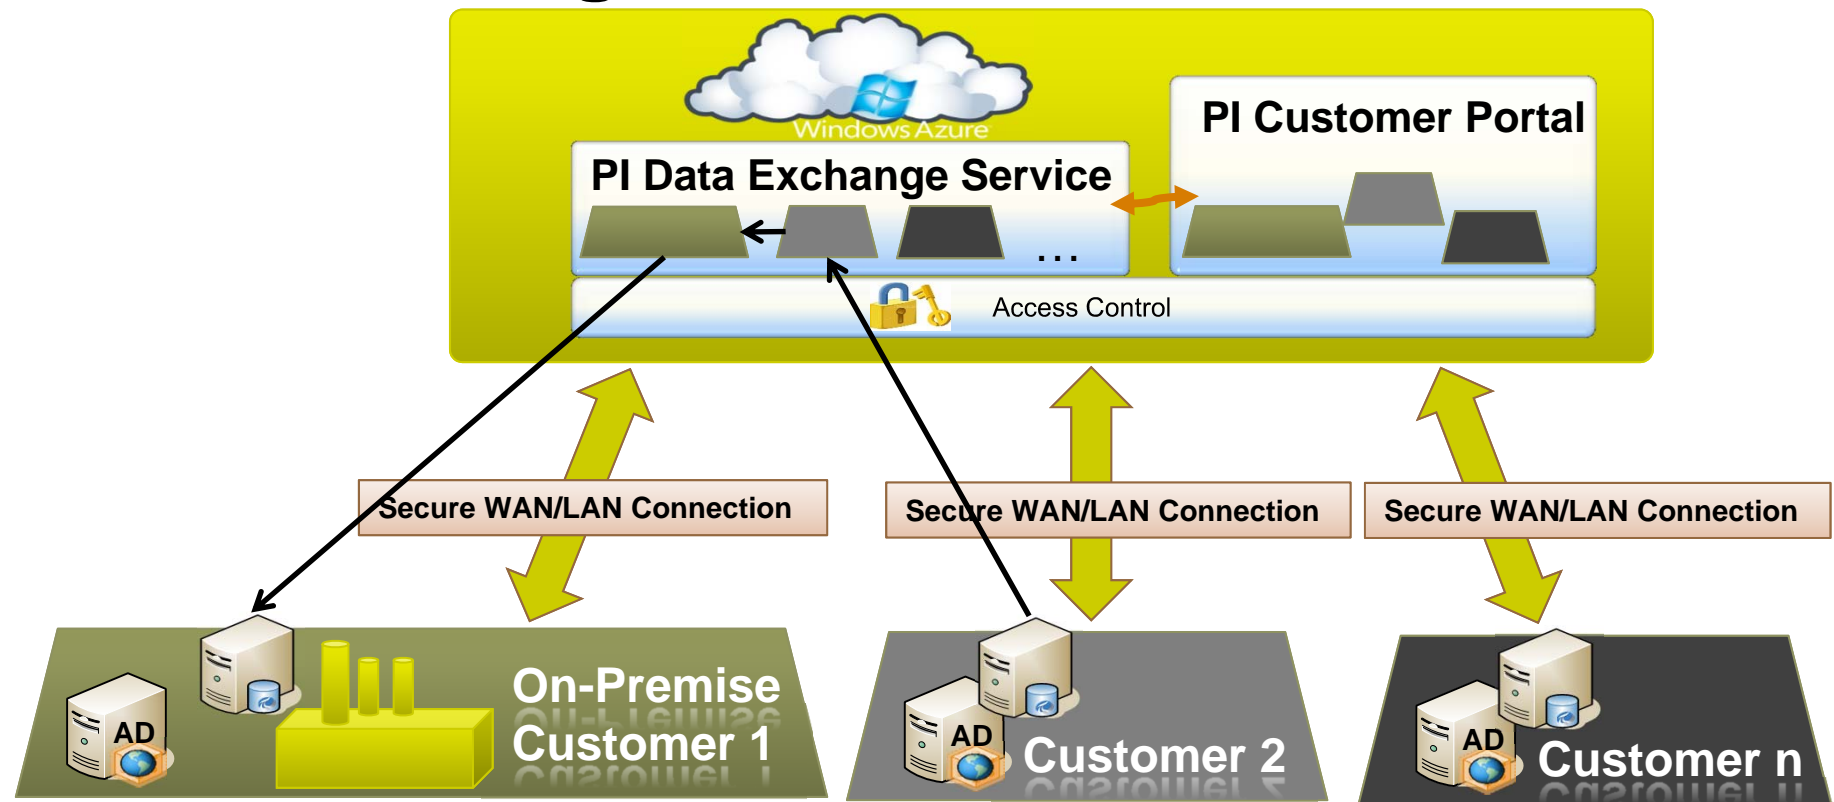 Windows Azure
PI Customer Portal
PI Data Exchange Service
...
Access Control
Secure WAN/LAN Connection
Secure WAN/LAN Connection
Secure WAN/LAN Connection
On-Premise
Customer 1
AD
Customer 2
AD
Customer n
AD